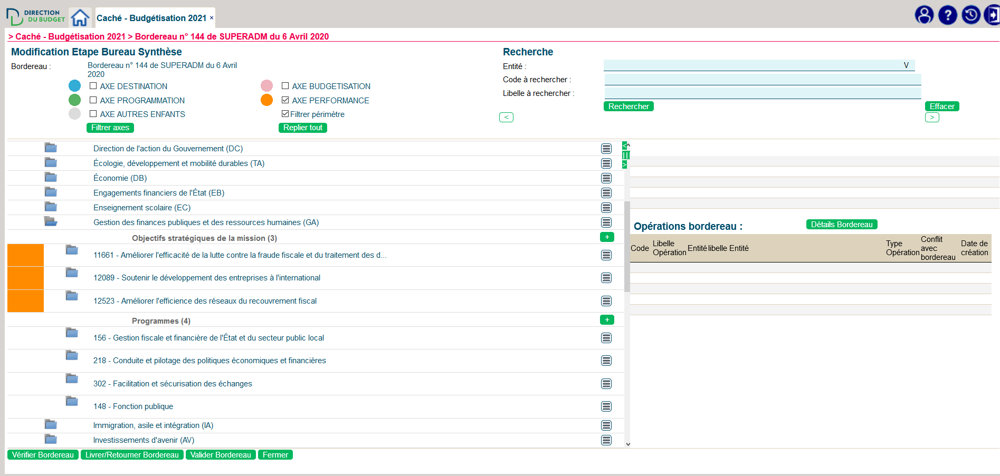 DIRECTION
DU BUDGET
Caché - Budgétisation 2021 ×
> Caché - Budgétisation 2021 > Bordereau n° 144 de SUPERADM du 6 Avril 2020
Modification Etape Bureau Synthèse
Bordereau :
Bordereau n° 144 de SUPERADM du 6 Avril
2020
AXE DESTINATION
AXE BUDGETISATION
AXE PROGRAMMATION
AXE PERFORMANCE
AXE AUTRES ENFANTS
Filtrer périmètre
Filtrer axes
Replier tout
Recherche
Entité :
V
Code à rechercher :
Libelle à rechercher :
Rechercher
Effacer
<
>
Direction de l'action du Gouvernement (DC)
Écologie, développement et mobilité durables (TA)
Économie (DB)
Engagements financiers de l'État (EB)
Enseignement scolaire (EC)
Gestion des finances publiques et des ressources humaines (GA)
Objectifs stratégiques de la mission (3)
+
11661 - Améliorer l'efficacité de la lutte contre la fraude fiscale et du traitement des d...
12089 - Soutenir le développement des entreprises à l'international
12523 - Améliorer l'efficience des réseaux du recouvrement fiscal
Programmes (4)
+
156 - Gestion fiscale et financière de l'État et du secteur public local
218 - Conduite et pilotage des politiques économiques et financières
302 - Facilitation et sécurisation des échanges
148 - Fonction publique
Immigration, asile et intégration (IA)
Investissements d'avenir (AV)
<
||
>
Opérations bordereau :
Détails Bordereau
Code
Libelle
Opération
Entité
libelle Entité
Type
Opération
Conflit
avec
bordereau
Date de
création
Vérifier Bordereau
Livrer/Retourner Bordereau
Valider Bordereau
Fermer